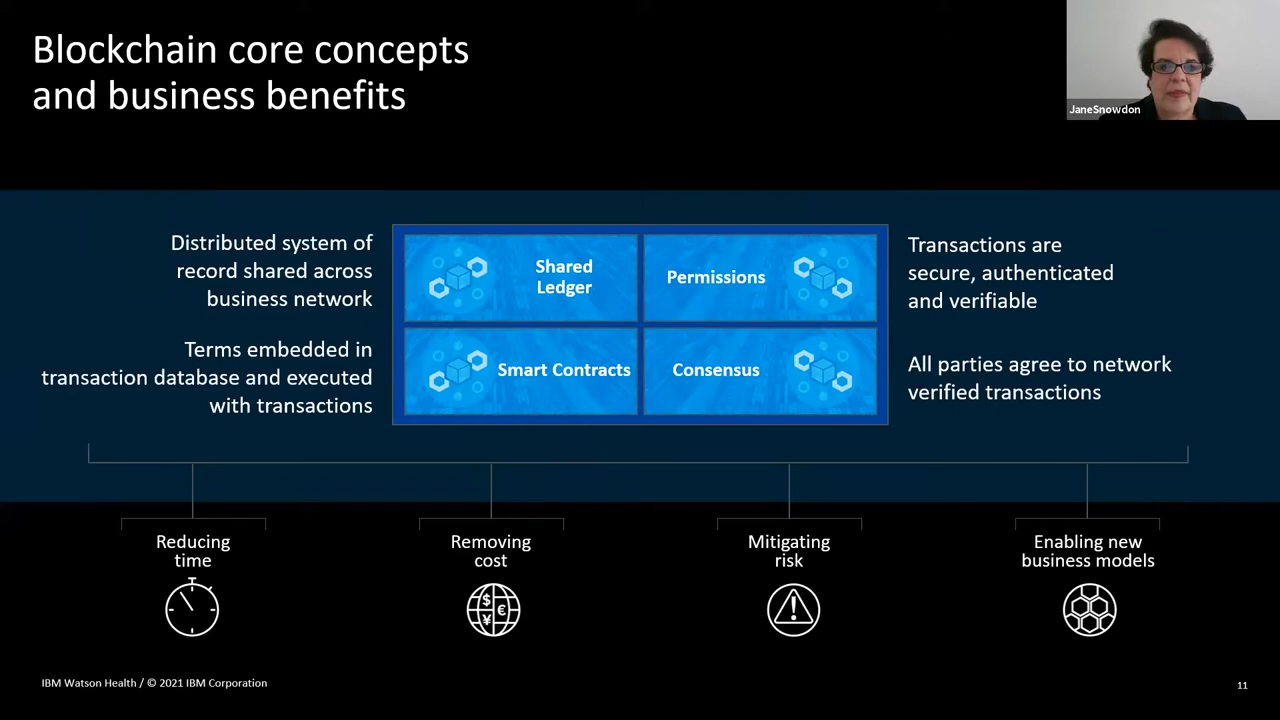 Blockchain core concepts
and business benefits
JaneSnowdon
Distributed system of
record shared across
business network
Shared
Ledger
Permissions
Transactions are
secure, authenticated
and verifiable
Terms embedded in
transaction database and executed
with transactions
Smart Contracts
Consensus
All parties agree to network
verified transactions
Reducing
time
Removing
cost
$
€
¥
Mitigating
risk
!
Enabling new
business models
IBM Watson Health / © 2021 IBM Corporation
11